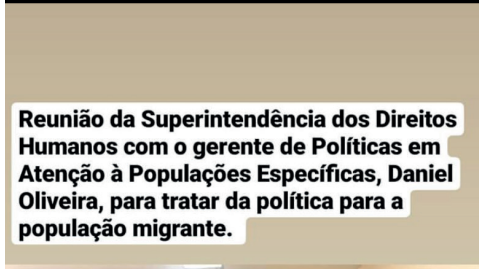 Reunião da Superintendência dos Direitos
Humanos com o gerente de Políticas em
Atenção à Populações Específicas, Daniel
Oliveira, para tratar da política para a
população migrante.